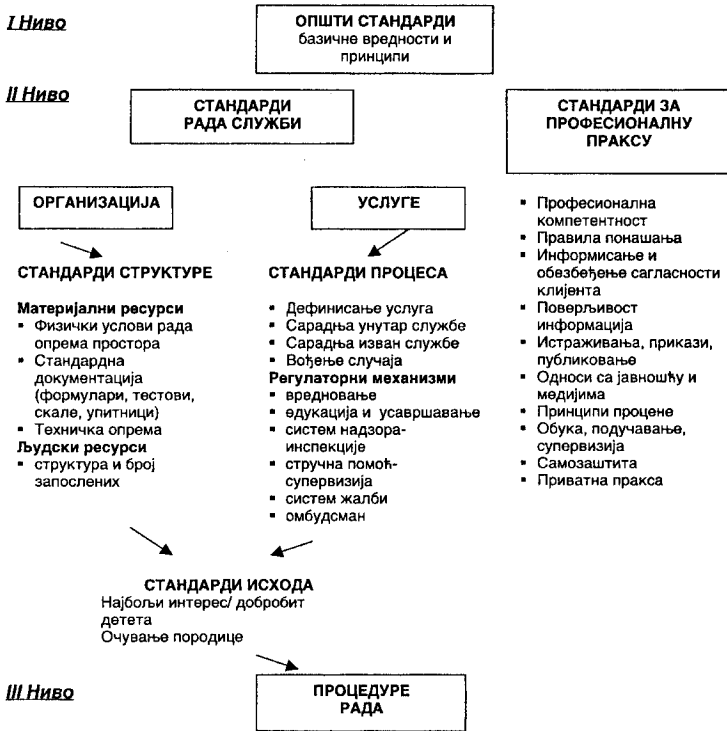 I Ниво
ОПШТИ СТАНДАРДИ
базичне вредности и
принципи
II Ниво
СТАНДАРДИ
РАДА СЛУЖБИ
СТАНДАРДИ ЗА
ПРОФЕСИОНАЛНУ
ПРАКСУ
ОРГАНИЗАЦИЈА
УСЛУГЕ
СТАНДАРДИ СТРУКТУРЕ
Материјални ресурси
▪ Физички услови рада
опрема простора
▪ Стандардна
документација
(формулари, тестови,
скале, упитници)
▪ Техничка опрема
Људски ресурси
▪ структура и број
запослених
СТАНДАРДИ ПРОЦЕСА
▪ Дефинисање услуга
▪ Сарадња унутар службе
▪ Сарадња изван службе
▪ Вођење случаја
Регулаторни механизми
▪ вредновање
▪ едукација и усавршавање
▪ систем надзора-
инспекције
▪ стручна помоћ-
супервизија
▪ систем жалби
▪ омбудсман
▪ Професионална
компетентност
▪ Правила понашања
▪ Информисање и
обезбеђење сагласности
клијента
▪ Поверљивост
информација
▪ Истраживања, прикази,
публиковање
▪ Односи са јавношћу и
медијима
▪ Принципи процене
▪ Обука, подучавање,
супервизија
▪ Самозаштита
▪ Приватна пракса
СТАНДАРДИ ИСХОДА
Најбољи интерес/ добробит
детета
Очување породице
III Ниво
ПРОЦЕДУРЕ
РАДА